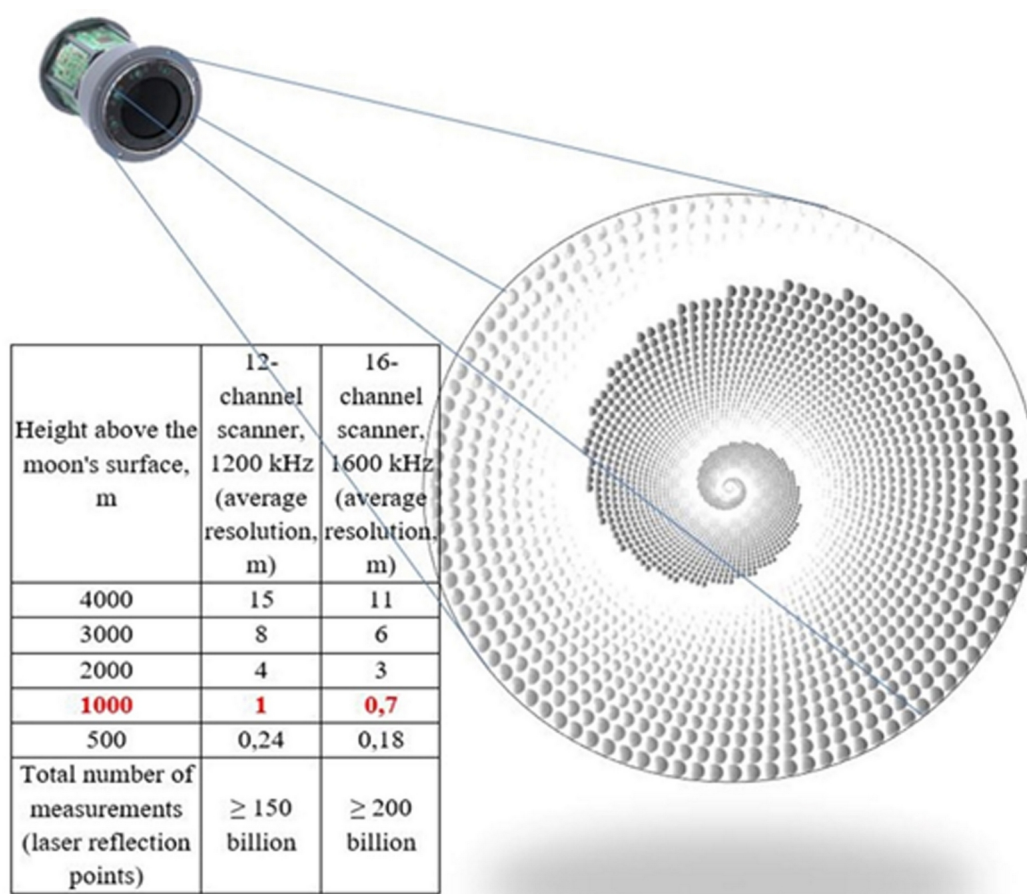 Height above the
moon's surface,
m
12-
channel
scanner,
1200 kHz
(average
resolution,
m)
16-
channel
scanner,
1600 kHz
(average
resolution,
m)
4000 15 11
3000 8 6
2000 4 3
1000 1 0,7
500 0,24 0,18
Total number of
measurements
(laser reflection
points)
≥ 150
billion
≥ 200
billion